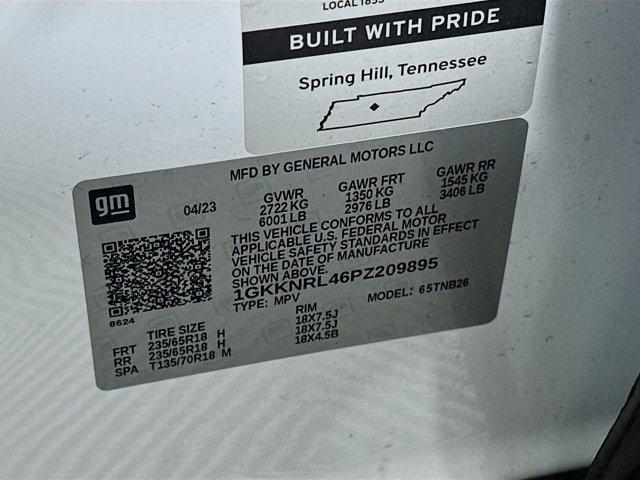 LOCAL 1853
BUILT WITH PRIDE
Spring Hill, Tennessee
MFD BY GENERAL MOTORS LLC
gm
04/23
GVWR GAWR FRT GAWR RR
2722 KG 1350 KG 1545 KG
6001 LB 2976 LB 3406 LB
THIS VEHICLE CONFORMS TO ALL
APPLICABLE U.S. FEDERAL MOTOR
VEHICLE SAFETY STANDARDS IN EFFECT
ON THE DATE OF MANUFACTURE
SHOWN ABOVE.
1GKKNRL46PZ209895
TYPE: MPV MODEL: 65TNB26
8624
TIRE SIZE RIM
FRT 235/65R18 H 18X7.5J
RR 235/65R18 H 18X7.5J
SPA T135/70R18 M 18X4.5B